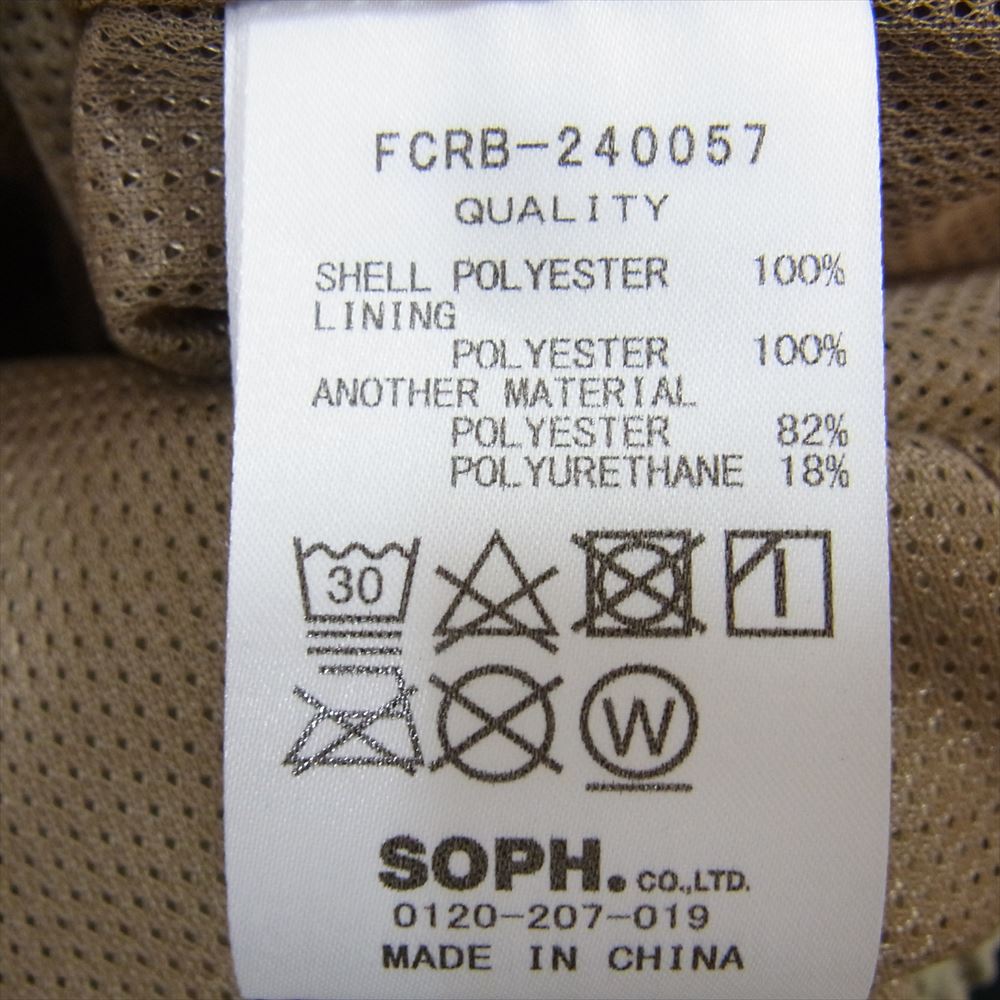 FCRB-240057
QUALITY
SHELL POLYESTER 100%
LINING
POLYESTER 100%
ANOTHER MATERIAL
POLYESTER 82%
POLYURETHANE 18%
30
W
SOPH. CO.,LTD.
0120-207-019
MADE IN CHINA